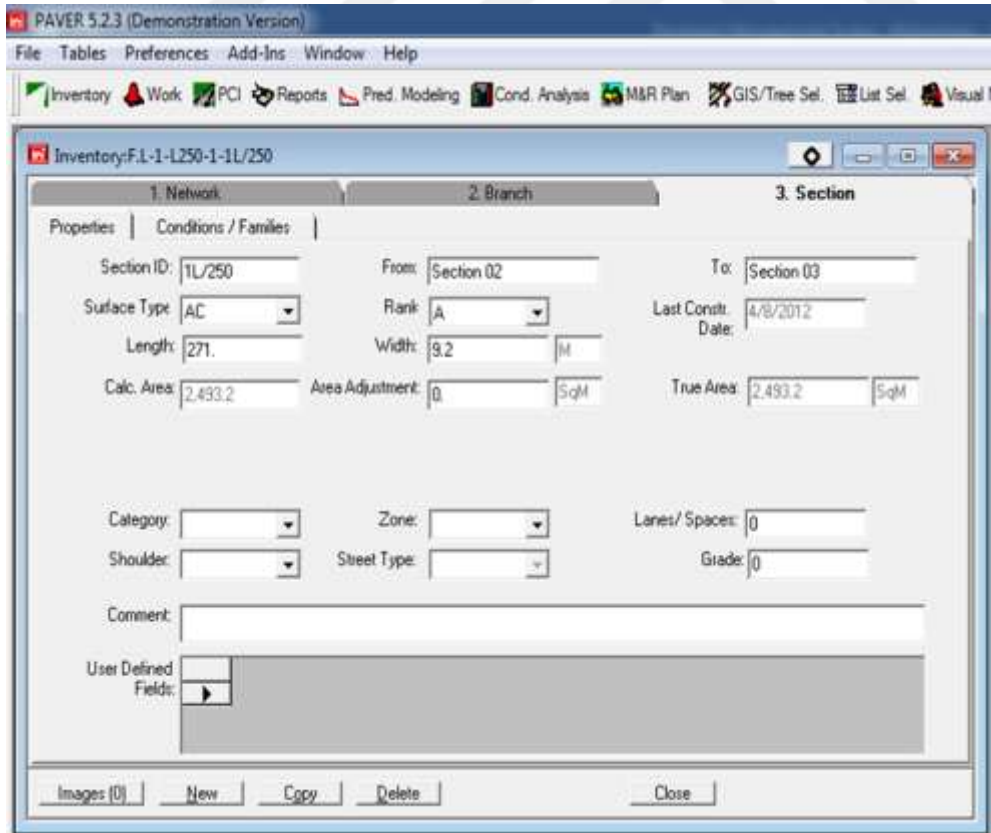 PAVER 5.2.3 (Demonstration Version)
File Tables Preferences Add-Ins Window Help
Inventory Work PCI Reports Pred. Modeling Cond. Analysis M&R Plan GIS/Tree Sel. List Sel. Visual
Inventory:F.L-1-L250-1-1L/250
1. Network 2. Branch 3. Section
Properties Conditions / Families
Section ID: 1L/250 From: Section 02 To: Section 03
Surface Type: AC Rank: A Last Constr. Date: 4/8/2012
Length: 271. Width: 9.2 M
Calc. Area: 2,493.2 Area Adjustment: 0. SqM True Area: 2,493.2 SqM
Category: Zone: Lanes/ Spaces: 0
Shoulder: Street Type: Grade: 0
Comment:
User Defined Fields:
Images (0) New Copy Delete Close